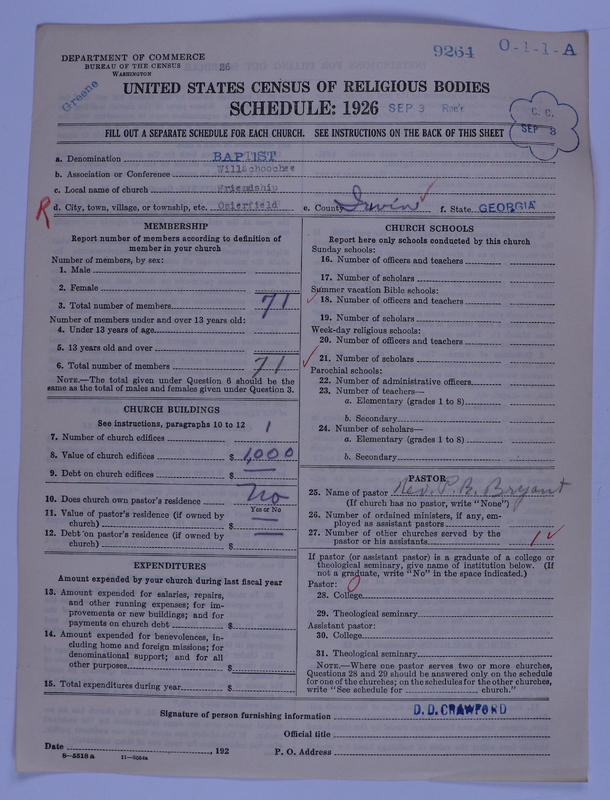 9264 O-1-1-A
DEPARTMENT OF COMMERCE
BUREAU OF THE CENSUS
WASHINGTON
26
Greene
UNITED STATES CENSUS OF RELIGIOUS BODIES
SCHEDULE: 1926 SEP 3 Rec'r
C. C.
SEP 3
FILL OUT A SEPARATE SCHEDULE FOR EACH CHURCH. SEE INSTRUCTIONS ON THE BACK OF THIS SHEET
a. Denomination BAPTIST
b. Association or Conference Willachoochee
c. Local name of church Friendship
R d. City, town, village, or township, etc. Osierfield e. County Irwin f. State GEORGIA
MEMBERSHIP
Report number of members according to definition of
member in your church
Number of members, by sex:
1. Male
2. Female
3. Total number of members 71
Number of members under and over 13 years old:
4. Under 13 years of age
5. 13 years old and over
6. Total number of members 71
NOTE.—The total given under Question 6 should be the
same as the total of males and females given under Question 3.
CHURCH BUILDINGS
See instructions, paragraphs 10 to 12
7. Number of church edifices 1
8. Value of church edifices $ 1,000
9. Debt on church edifices $ —
10. Does church own pastor's residence No
Yes or No
11. Value of pastor's residence (if owned by
church) $ —
12. Debt on pastor's residence (if owned by
church) $ —
EXPENDITURES
Amount expended by your church during last fiscal year
13. Amount expended for salaries, repairs,
and other running expenses; for im-
provements or new buildings; and for
payments on church debt $
14. Amount expended for benevolences, in-
cluding home and foreign missions; for
denominational support; and for all
other purposes $
15. Total expenditures during year $
CHURCH SCHOOLS
Report here only schools conducted by this church
Sunday schools:
16. Number of officers and teachers
17. Number of scholars
Summer vacation Bible schools:
18. Number of officers and teachers
19. Number of scholars
Week-day religious schools:
20. Number of officers and teachers
21. Number of scholars
Parochial schools:
22. Number of administrative officers
23. Number of teachers—
a. Elementary (grades 1 to 8)
b. Secondary
24. Number of scholars—
a. Elementary (grades 1 to 8)
b. Secondary
PASTOR
25. Name of pastor Rev. P. B. Bryant
(If church has no pastor, write "None")
26. Number of ordained ministers, if any, em-
ployed as assistant pastors
27. Number of other churches served by the
pastor or his assistants 1
If pastor (or assistant pastor) is a graduate of a college or
theological seminary, give name of institution below. (If
not a graduate, write "No" in the space indicated.)
Pastor: 0
28. College
29. Theological seminary
Assistant pastor:
30. College
31. Theological seminary
NOTE.—Where one pastor serves two or more churches,
Questions 28 and 29 should be answered only on the schedule
for one of the churches; on the schedules for the other churches,
write "See schedule for church."
Signature of person furnishing information D. D. CRAWFORD
Official title
Date , 192 P. O. Address
8—5518 a